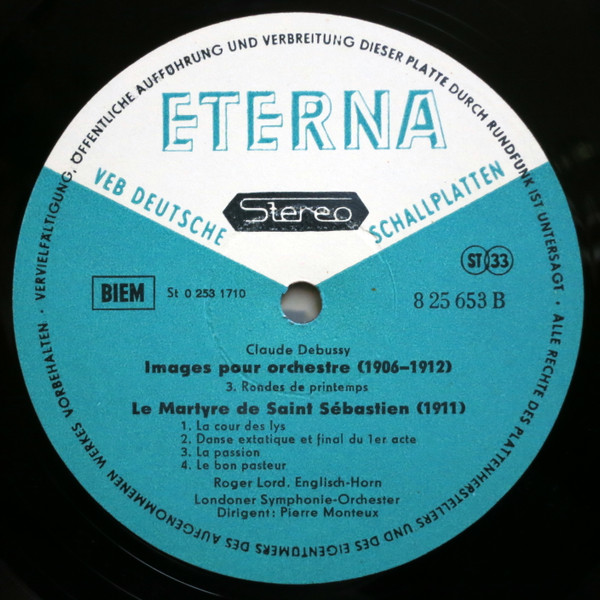 ALLE RECHTE DES PLATTENHERSTELLERS UND DES EIGENTÜMERS DES AUFGENOMMENEN WERKES VORBEHALTEN · VERVIELFÄLTIGUNG, ÖFFENTLICHE AUFFÜHRUNG UND VERBREITUNG DIESER PLATTE DURCH RUNDFUNK IST UNTERSAGT ·
ETERNA
VEB DEUTSCHE SCHALLPLATTEN
Stereo
ST 33
BIEM St 0 253 1710 8 25 653 B
Claude Debussy
Images pour orchestre (1906–1912)
3. Rondes de printemps
Le Martyre de Saint Sébastien (1911)
1. La cour des lys
2. Danse extatique et final du 1er acte
3. La passion
4. Le bon pasteur
Roger Lord, Englisch-Horn
Londoner Symphonie-Orchester
Dirigent: Pierre Monteux